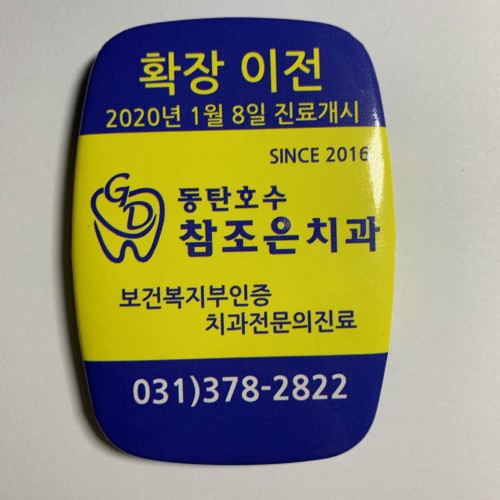 확장 이전
2020년 1월 8일 진료개시
SINCE 2016
GD
동탄호수
참조은치과
보건복지부인증
치과전문의진료
031)378-2822